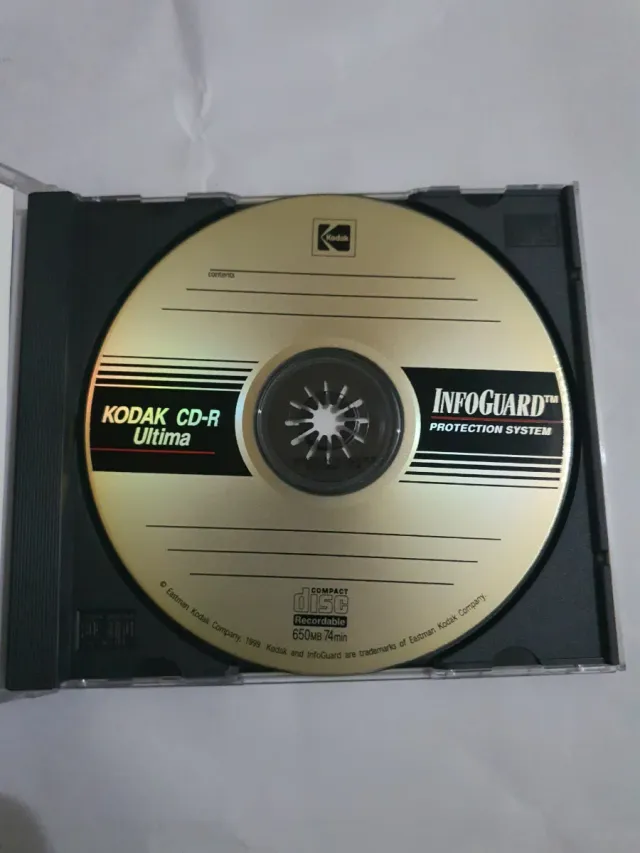 Kodak
contents
KODAK CD-R
Ultima
INFOGUARD™
PROTECTION SYSTEM
COMPACT
disc
Recordable
650MB 74min
© Eastman Kodak Company, 1999. Kodak and InfoGuard are trademarks of Eastman Kodak Company.